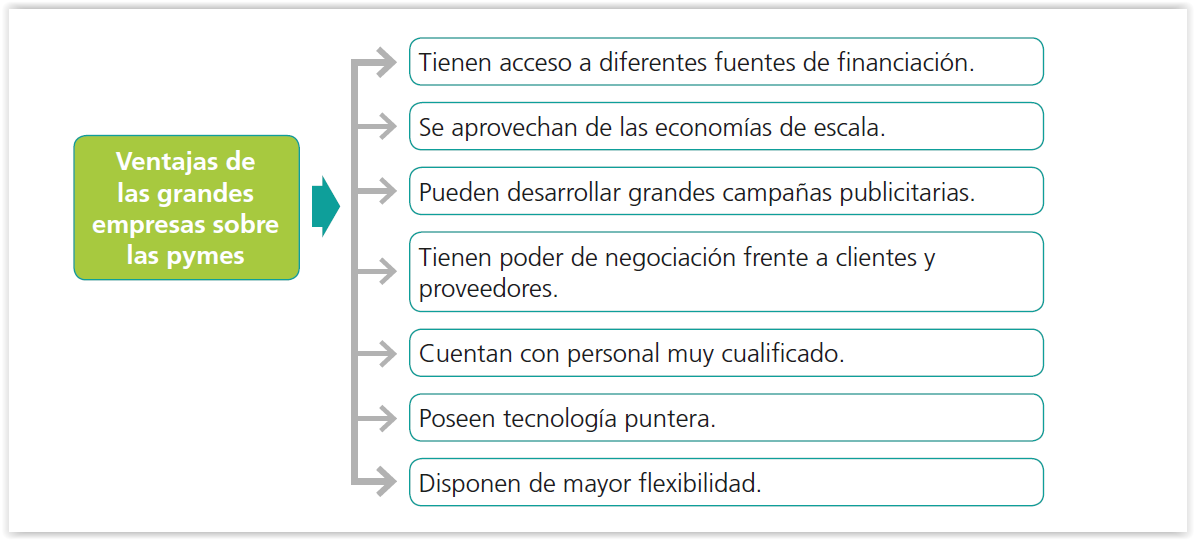 Ventajas de
las grandes
empresas sobre
las pymes
Tienen acceso a diferentes fuentes de financiación.
Se aprovechan de las economías de escala.
Pueden desarrollar grandes campañas publicitarias.
Tienen poder de negociación frente a clientes y
proveedores.
Cuentan con personal muy cualificado.
Poseen tecnología puntera.
Disponen de mayor flexibilidad.